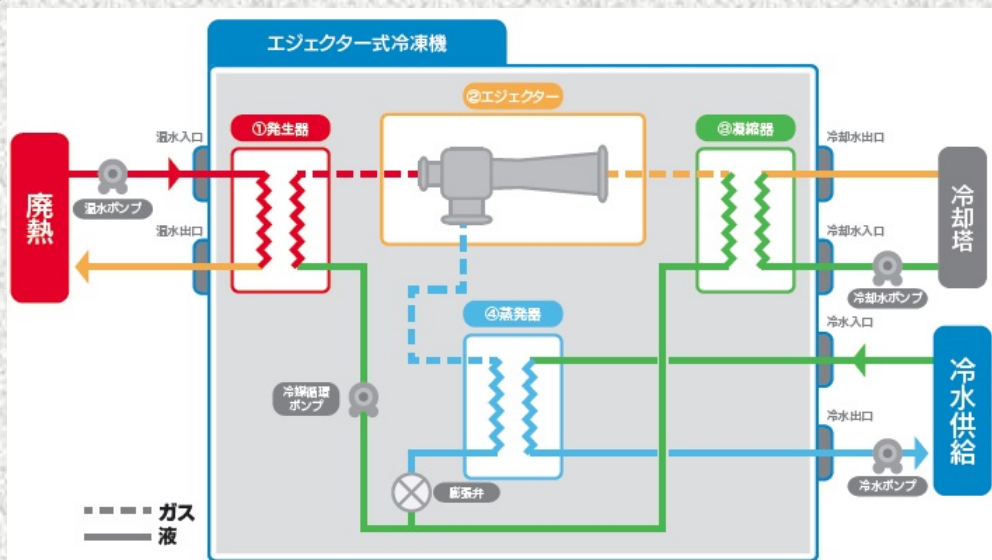 エジェクター式冷凍機
②エジェクター
①発生器
③凝縮器
温水入口
冷却水出口
廃熱
温水ポンプ
冷却塔
温水出口
冷却水入口
冷却水ポンプ
④蒸発器
冷水入口
冷媒循環
ポンプ
冷水供給
冷水出口
膨張弁
冷水ポンプ
ガス
液